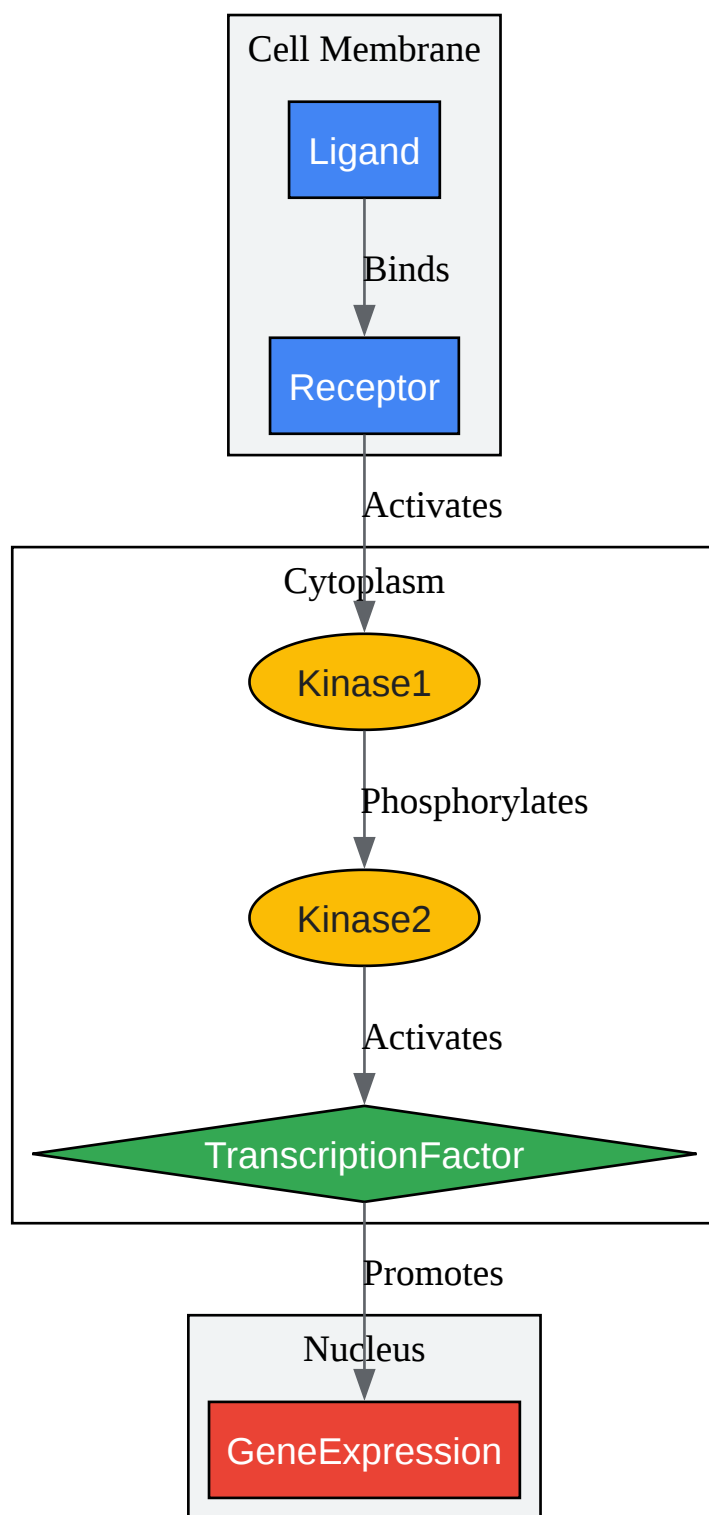 Cell Membrane
Ligand
Binds
Receptor
Activates
Cytoplasm
Kinase1
Phosphorylates
Kinase2
Activates
TranscriptionFactor
Promotes
Nucleus
GeneExpression